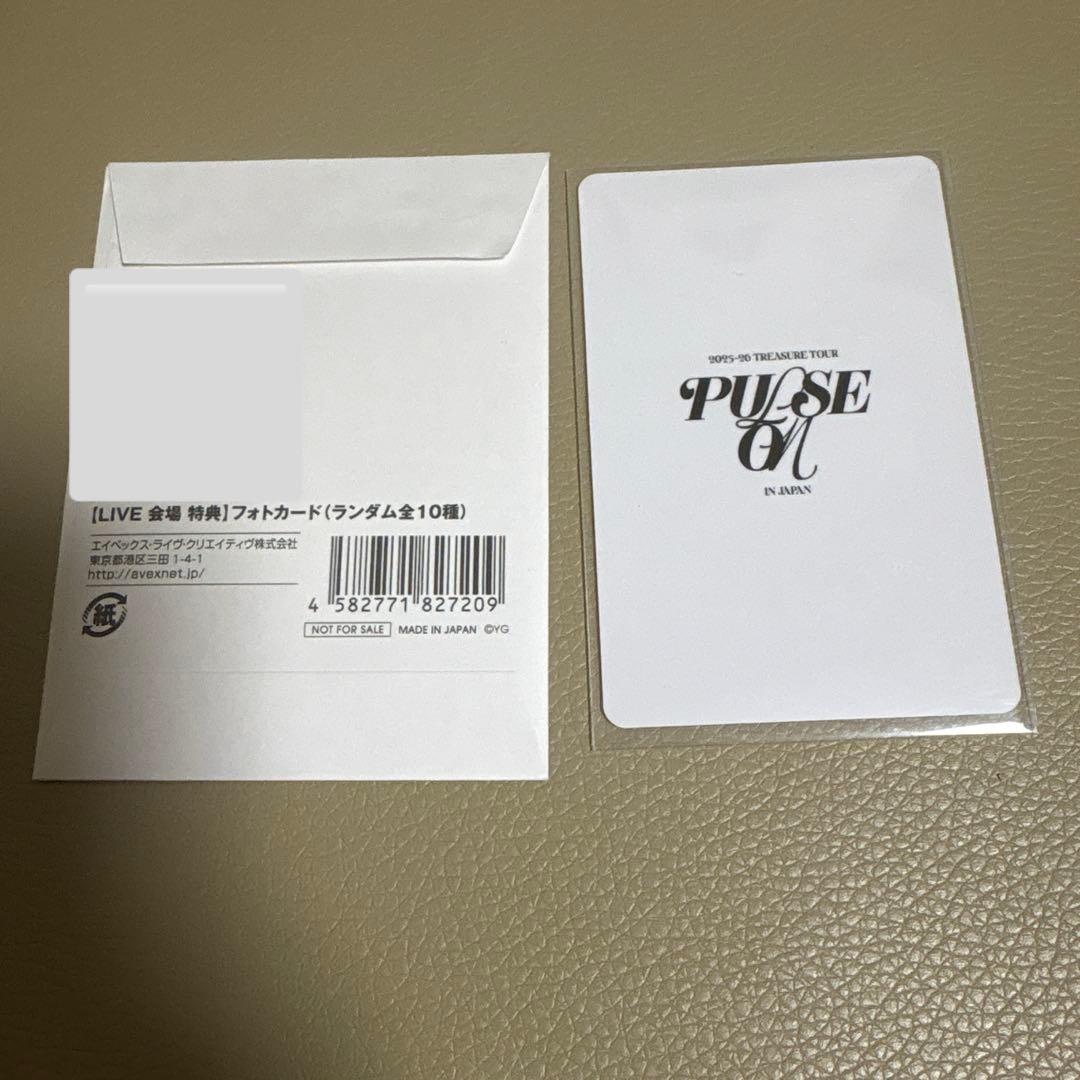 【LIVE 会場 特典】フォトカード(ランダム全10種)
エイベックス・ライヴ・クリエイティヴ株式会社
東京都港区三田1-4-1
http://avexnet.jp/
紙
4 582771 827209
NOT FOR SALE MADE IN JAPAN ©YG
2025-26 TREASURE TOUR
PULSE
ON
IN JAPAN